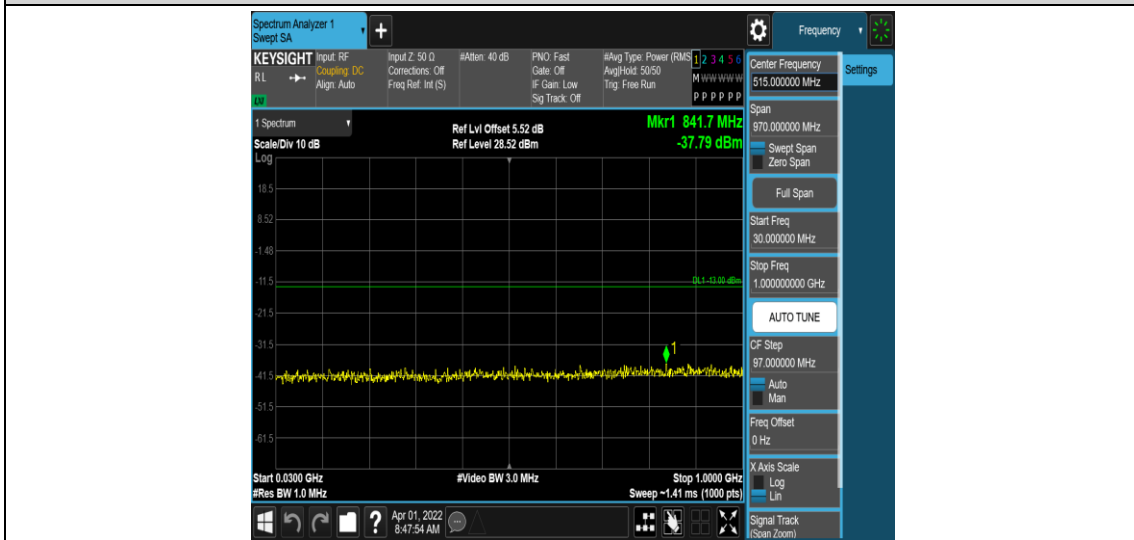 Spectrum Analyzer 1
Swept SA
+
Frequency
KEYSIGHT
RL
LXI
Input: RF
Coupling: DC
Align: Auto
Input Z: 50 Ω
Corrections: Off
Freq Ref: Int (S)
#Atten: 40 dB
PNO: Fast
Gate: Off
IF Gain: Low
Sig Track: Off
#Avg Type: Power (RMS
Avg|Hold: 50/50
Trig: Free Run
1 2 3 4 5 6
M W W W W W
P P P P P P
Center Frequency
515.000000 MHz
Settings
1 Spectrum
Scale/Div 10 dB
Log
Ref Lvl Offset 5.52 dB
Ref Level 28.52 dBm
Mkr1 841.7 MHz
-37.79 dBm
18.5
8.52
-1.48
-11.5
-21.5
-31.5
-41.5
-51.5
-61.5
DL1 -13.00 dBm
1
Start 0.0300 GHz
#Res BW 1.0 MHz
#Video BW 3.0 MHz
Stop 1.0000 GHz
Sweep ~1.41 ms (1000 pts)
Span
970.000000 MHz
Swept Span
Zero Span
Full Span
Start Freq
30.000000 MHz
Stop Freq
1.000000000 GHz
AUTO TUNE
CF Step
97.000000 MHz
Auto
Man
Freq Offset
0 Hz
X Axis Scale
Log
Lin
Signal Track
(Span Zoom)
?
Apr 01, 2022
8:47:54 AM